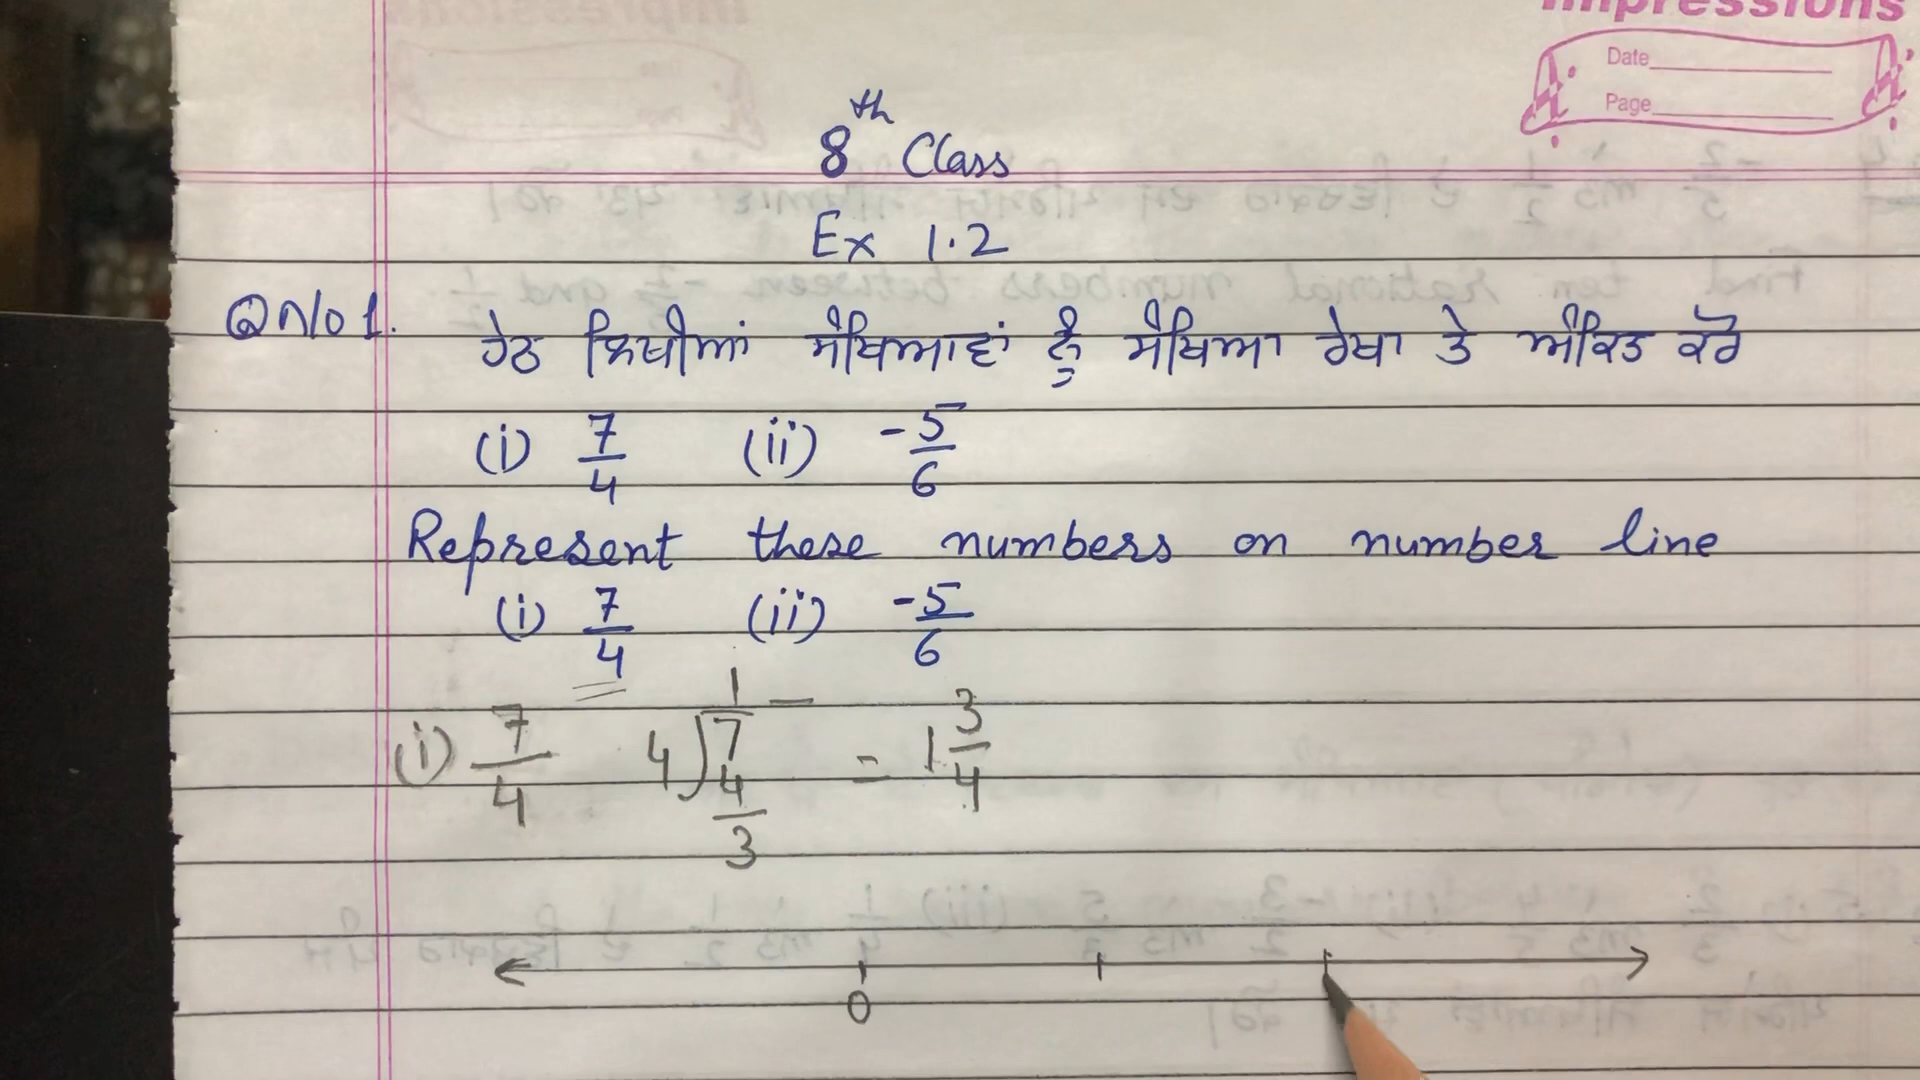 Impressions
Date
Page
8th Class
Ex 1.2
Q No 1. ਹੇਠ ਲਿਖੀਆਂ ਸੰਖਿਆਵਾਂ ਨੂੰ ਸੰਖਿਆ ਰੇਖਾ ਤੇ ਅੰਕਿਤ ਕਰੋ
(i) 7/4 (ii) -5/6
Represent these numbers on number line
(i) 7/4 (ii) -5/6
(i) 7/4 4)7 1 4 3 = 1 3/4
0